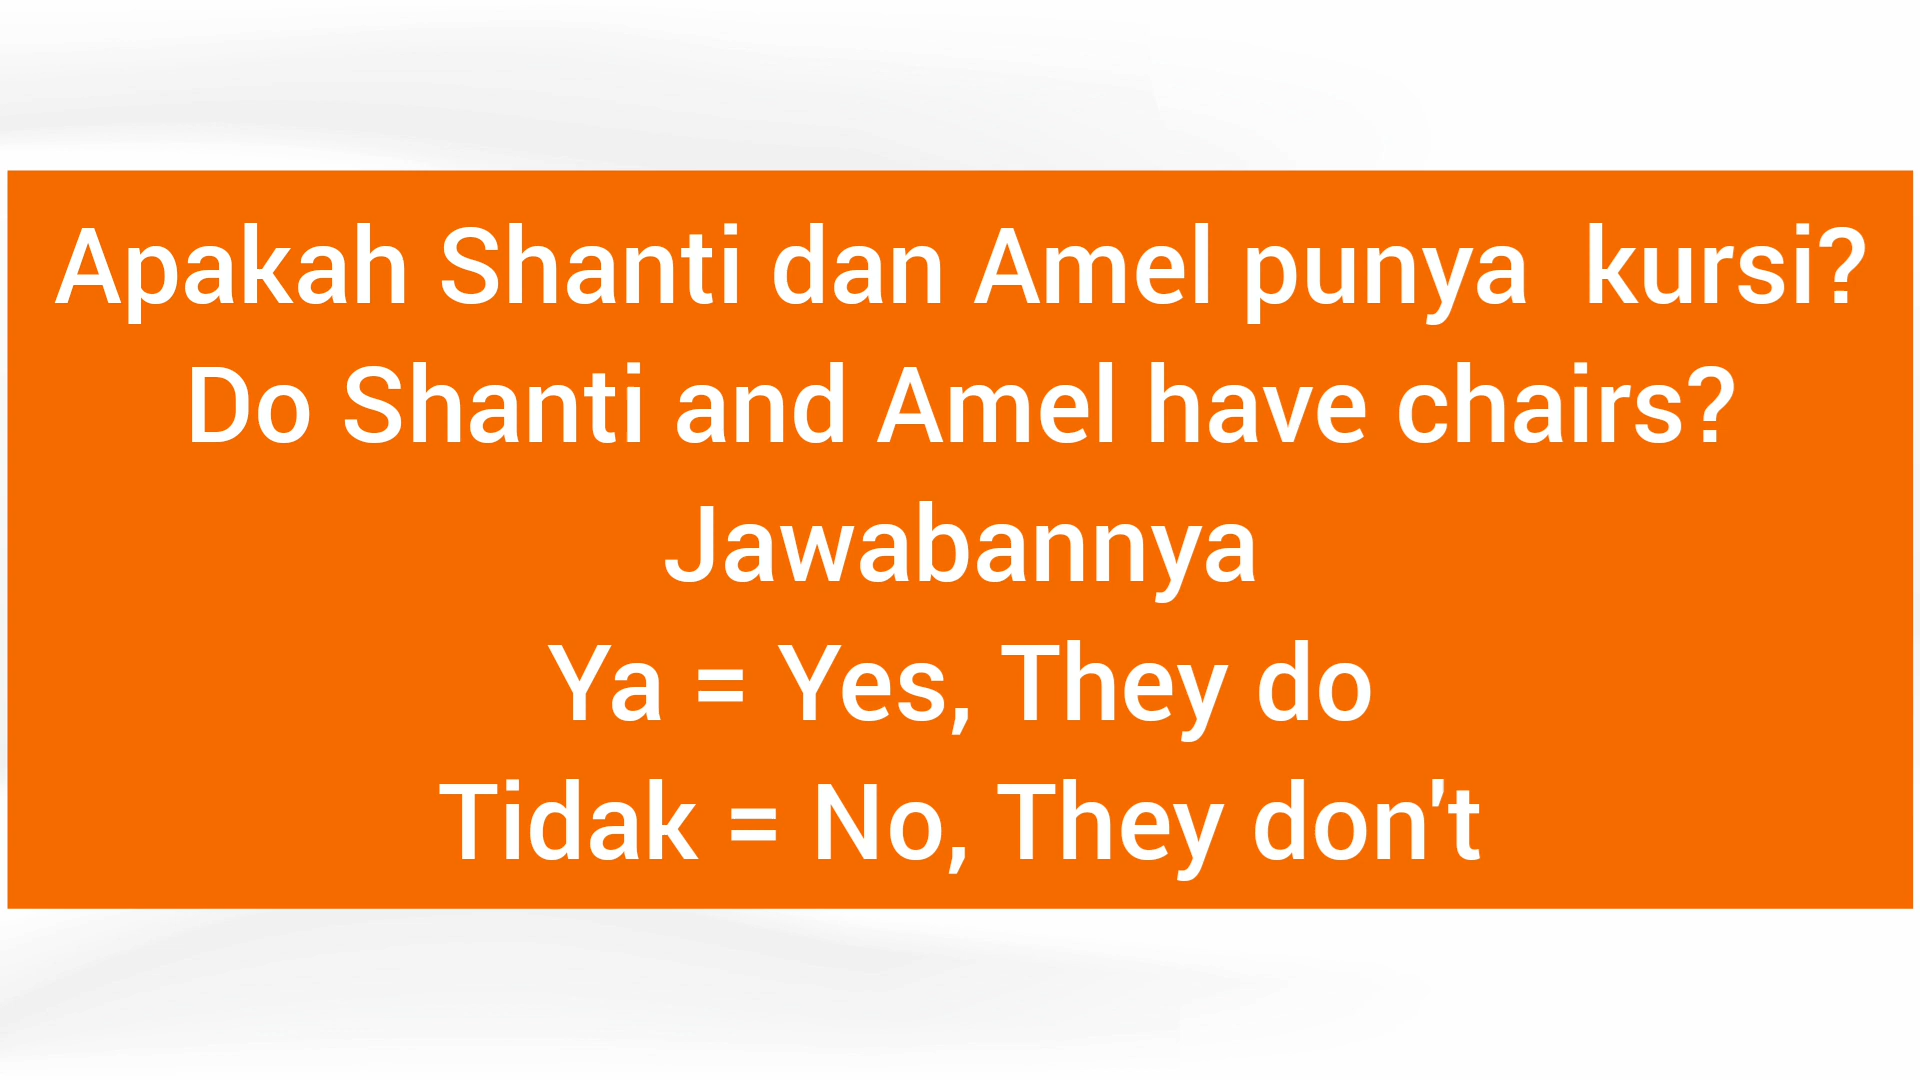 Apakah Shanti dan Amel punya  kursi?
Do Shanti and Amel have chairs?
Jawabannya
Ya = Yes, They do
Tidak = No, They don't